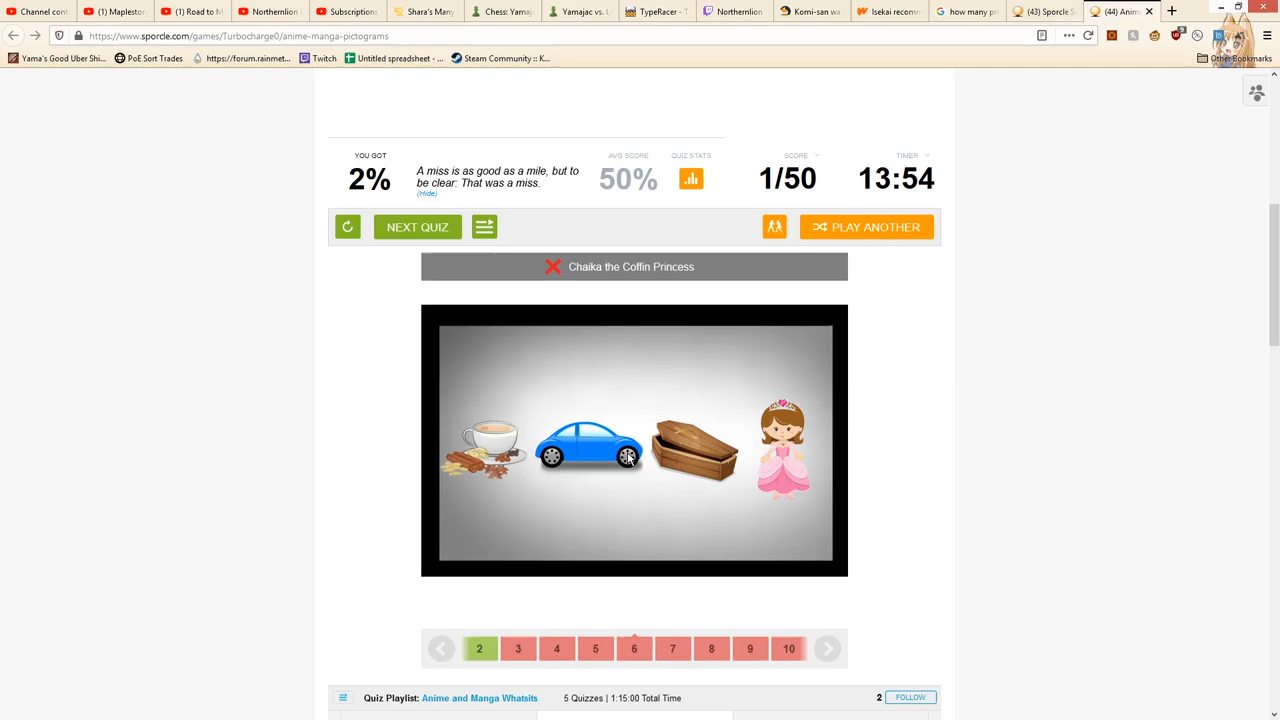 Channel cont
(1) Mapleston
(1) Road to M
Northernlion
Subscriptions
Shara's Many
Chess: Yamaj
Yamajac vs. L
TypeRacer - T
Northernlion
Komi-san wa
Isekai recomm
how many pr
(43) Sporcle S
(44) Anim
https://www.sporcle.com/games/Turbocharge0/anime-manga-pictograms
Yama's Good Uber Shi...
PoE Sort Trades
https://forum.rainmet...
Twitch
Untitled spreadsheet - ...
Steam Community :: K...
Other Bookmarks
YOU GOT
2%
A miss is as good as a mile, but to
be clear: That was a miss.
(Hide)
AVG SCORE
50%
QUIZ STATS
SCORE
1/50
TIMER
13:54
NEXT QUIZ
PLAY ANOTHER
Chaika the Coffin Princess
2 3 4 5 6 7 8 9 10
Quiz Playlist: Anime and Manga Whatsits 5 Quizzes | 1:15:00 Total Time 2 FOLLOW